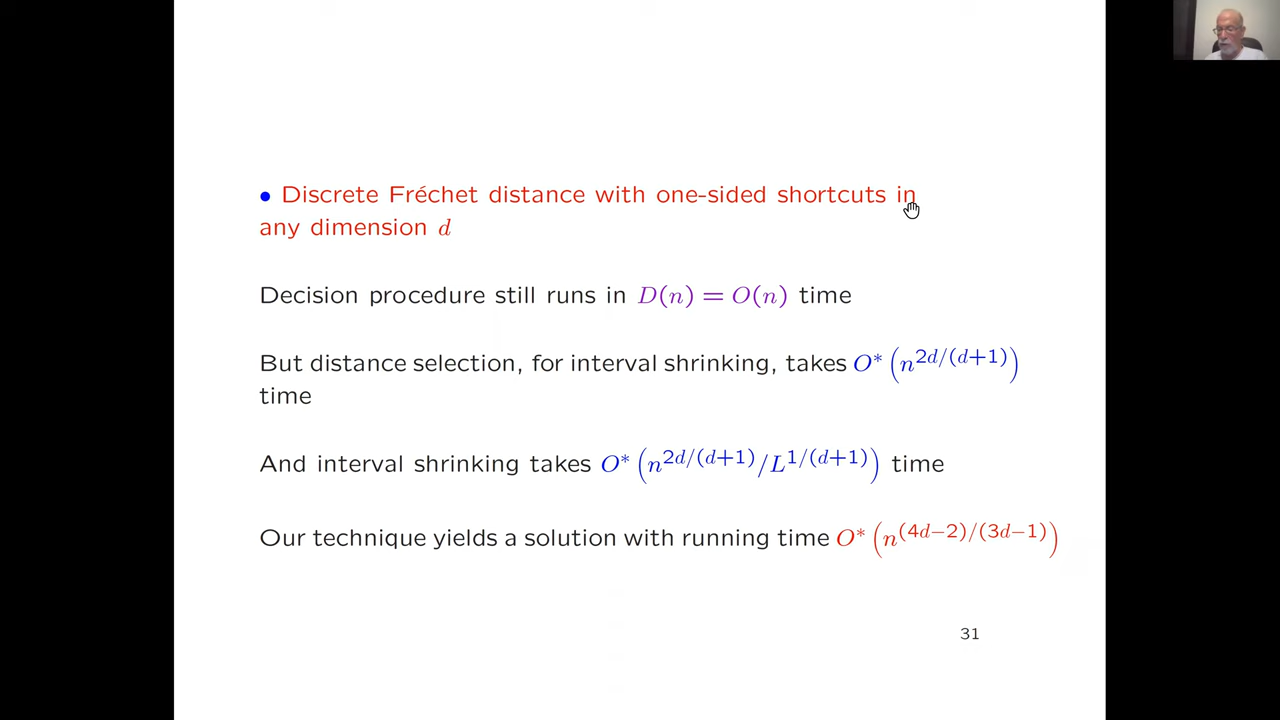 • Discrete Fréchet distance with one-sided shortcuts in
any dimension d
Decision procedure still runs in D(n) = O(n) time
But distance selection, for interval shrinking, takes O*(n^{2d/(d+1)})
time
And interval shrinking takes O*(n^{2d/(d+1)}/L^{1/(d+1)}) time
Our technique yields a solution with running time O*(n^{(4d−2)/(3d−1)})
31